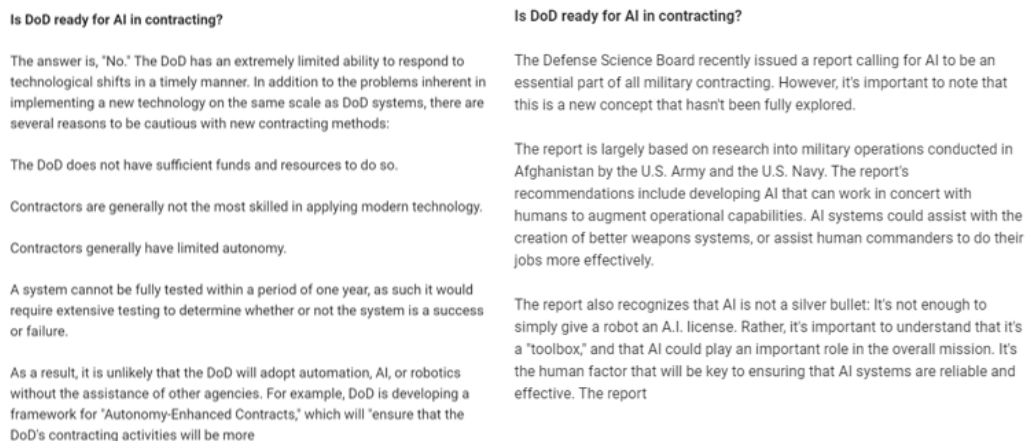 Is DoD ready for AI in contracting?
The answer is, "No." The DoD has an extremely limited ability to respond to
technological shifts in a timely manner. In addition to the problems inherent in
implementing a new technology on the same scale as DoD systems, there are
several reasons to be cautious with new contracting methods:
The DoD does not have sufficient funds and resources to do so.
Contractors are generally not the most skilled in applying modern technology.
Contractors generally have limited autonomy.
A system cannot be fully tested within a period of one year, as such it would
require extensive testing to determine whether or not the system is a success
or failure.
As a result, it is unlikely that the DoD will adopt automation, AI, or robotics
without the assistance of other agencies. For example, DoD is developing a
framework for "Autonomy-Enhanced Contracts," which will "ensure that the
DoD's contracting activities will be more
Is DoD ready for AI in contracting?
The Defense Science Board recently issued a report calling for AI to be an
essential part of all military contracting. However, it's important to note that
this is a new concept that hasn't been fully explored.
The report is largely based on research into military operations conducted in
Afghanistan by the U.S. Army and the U.S. Navy. The report's
recommendations include developing AI that can work in concert with
humans to augment operational capabilities. AI systems could assist with the
creation of better weapons systems, or assist human commanders to do their
jobs more effectively.
The report also recognizes that AI is not a silver bullet: It's not enough to
simply give a robot an A.I. license. Rather, it's important to understand that it's
a "toolbox," and that AI could play an important role in the overall mission. It's
the human factor that will be key to ensuring that AI systems are reliable and
effective. The report